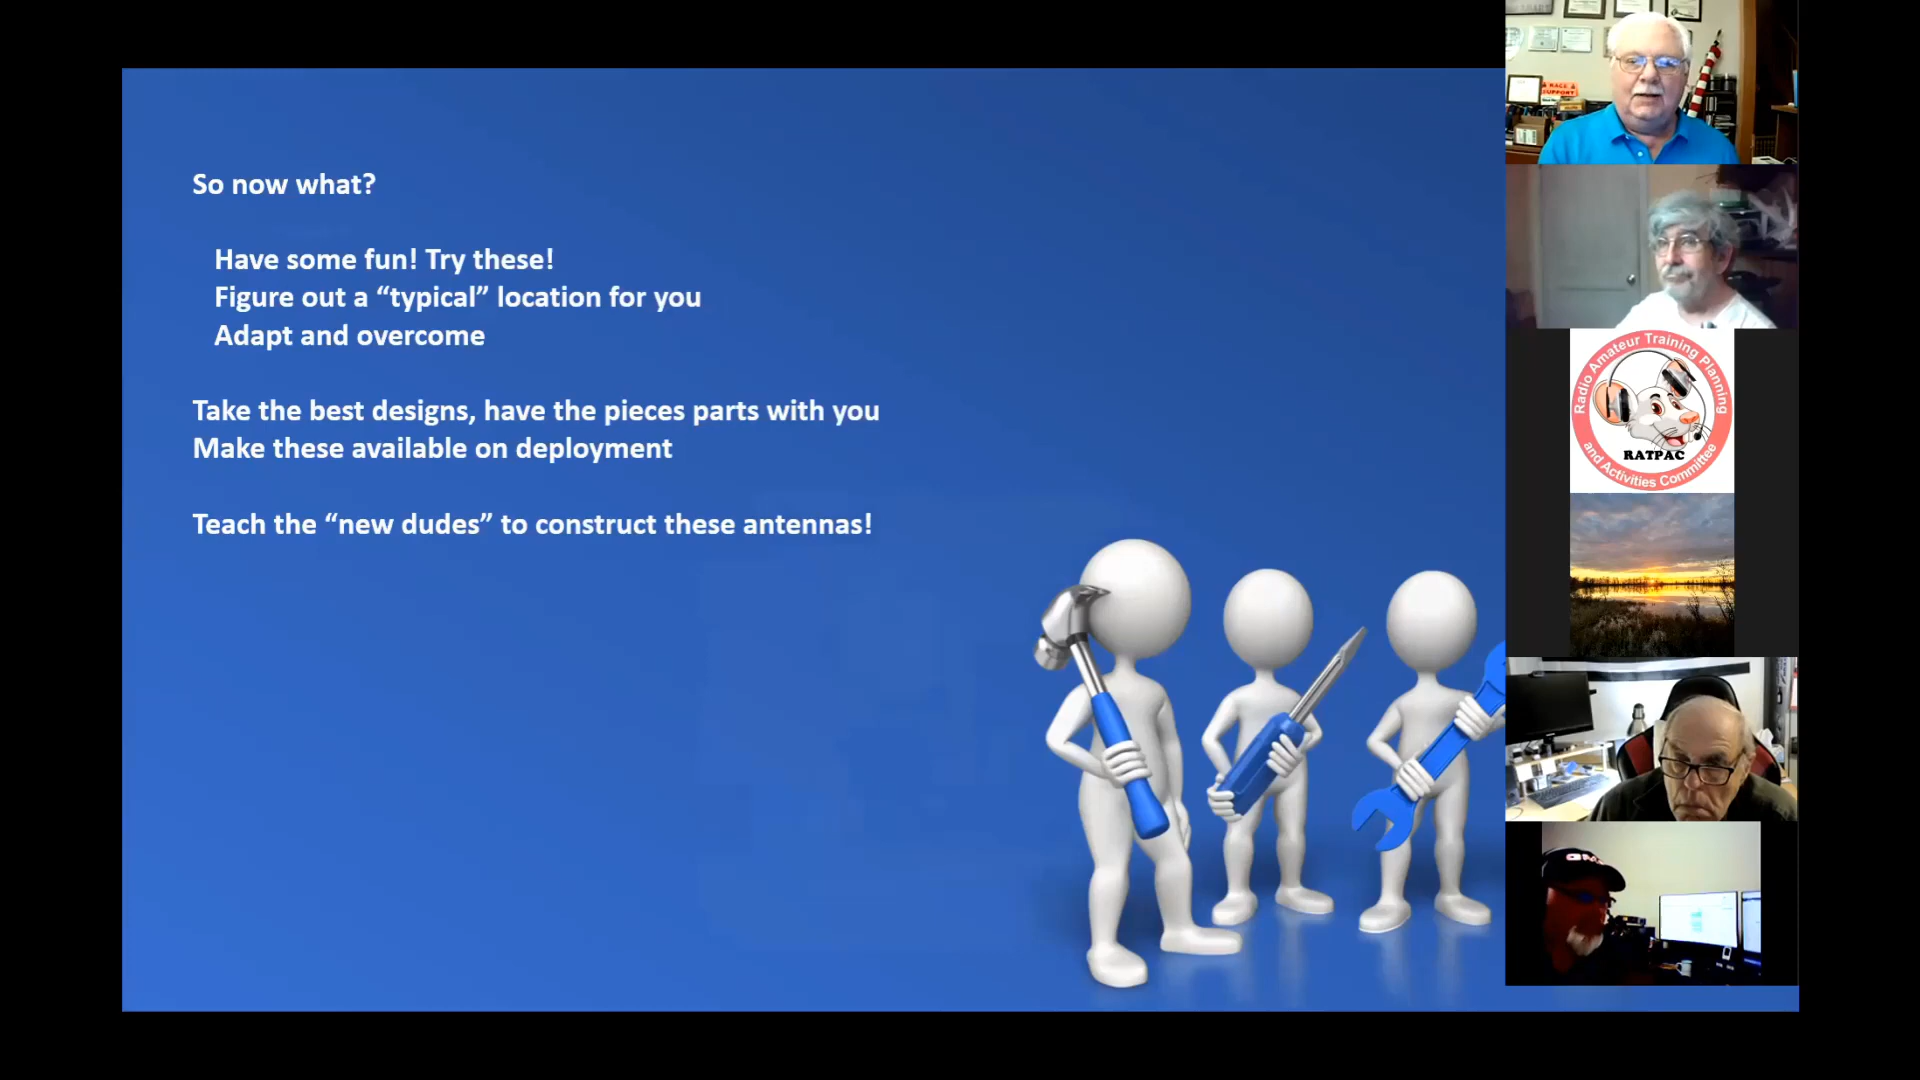 So now what?
Have some fun! Try these!
Figure out a “typical” location for you
Adapt and overcome
Take the best designs, have the pieces parts with you
Make these available on deployment
Teach the “new dudes” to construct these antennas!
RACE
SUPPORT
Radio Amateur Training Planning
and Activities Committee
RATPAC